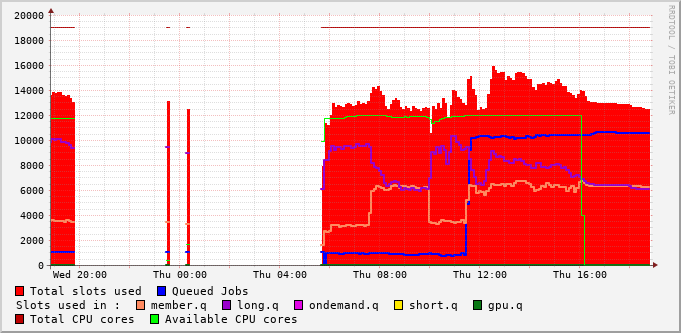 20000
18000
16000
14000
12000
10000
8000
6000
4000
2000
0
Wed 20:00 Thu 00:00 Thu 04:00 Thu 08:00 Thu 12:00 Thu 16:00
RRDTOOL / TOBI OETIKER
Total slots used Queued Jobs
Slots used in : member.q long.q ondemand.q short.q gpu.q
Total CPU cores Available CPU cores